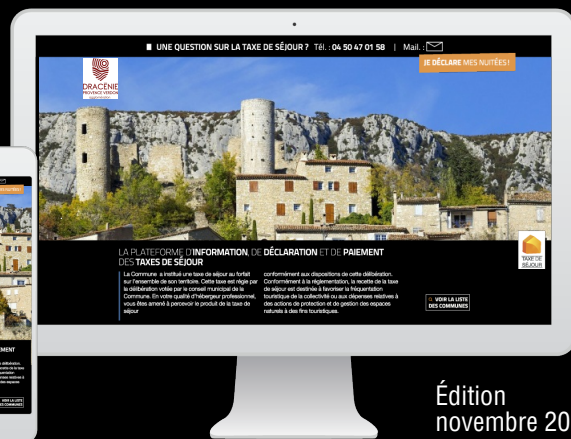 UNE QUESTION SUR LA TAXE DE SÉJOUR ? Tél. : 04 50 47 01 58 | Mail. :
JE DÉCLARE MES NUITÉES !
DRACÉNIE
PROVENCE VERDON
LA PLATEFORME D'INFORMATION, DE DÉCLARATION ET DE PAIEMENT
DES TAXES DE SÉJOUR
La Commune a institué une taxe de séjour au forfait
sur l'ensemble de son territoire. Cette taxe est régie par
la délibération votée par le conseil municipal de la
Commune. En votre qualité d'hébergeur professionnel,
vous êtes amené à percevoir le produit de la taxe de
séjour
conformément aux dispositions de cette délibération.
Conformément à la réglementation, la recette de la taxe
de séjour est destinée à favoriser la fréquentation
touristique de la collectivité ou aux dépenses relatives à
des actions de protection et de gestion des espaces
naturels à des fins touristiques.
TAXE DE
SÉJOUR
VOIR LA LISTE
DES COMMUNES
VOIR LA LISTE
DES COMMUNES
Édition
novembre 20